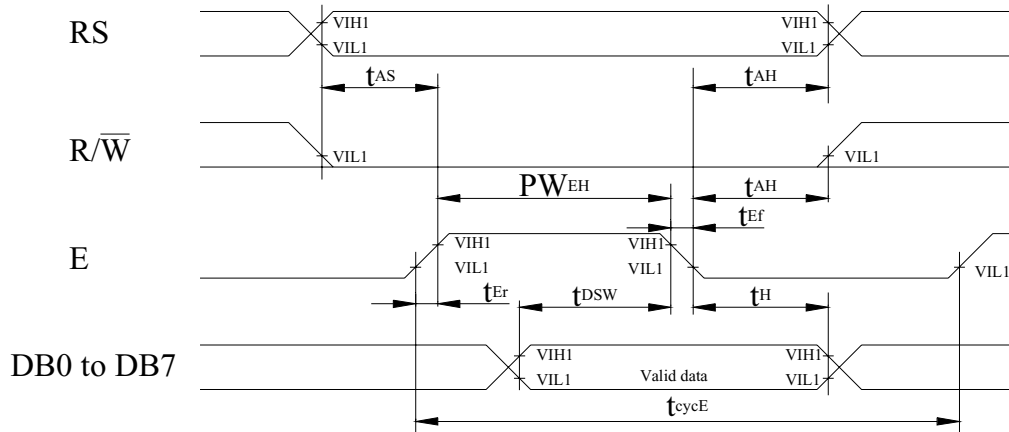 RS VIH1 VIL1 VIH1 VIL1
tAS tAH
R/W̅ VIL1 VIL1
PWEH tAH
tEf
E VIH1 VIL1 VIH1 VIL1 VIL1
tEr tDSW tH
DB0 to DB7 VIH1 VIL1 Valid data VIH1 VIL1
tcycE